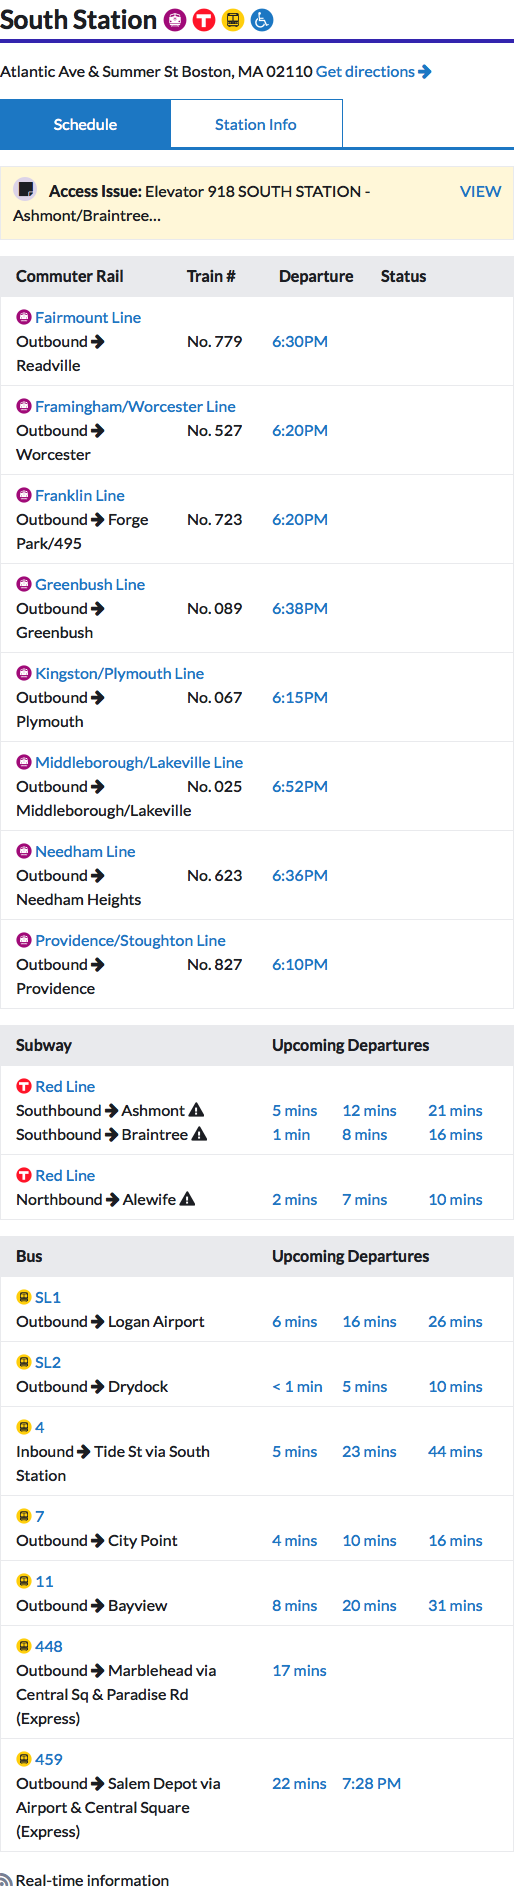 South Station
Atlantic Ave & Summer St Boston, MA 02110 Get directions
Schedule Station Info
Access Issue: Elevator 918 SOUTH STATION - VIEW
Ashmont/Braintree...
Commuter Rail Train # Departure Status
Fairmount Line
Outbound No. 779 6:30PM
Readville
Framingham/Worcester Line
Outbound No. 527 6:20PM
Worcester
Franklin Line
Outbound Forge No. 723 6:20PM
Park/495
Greenbush Line
Outbound No. 089 6:38PM
Greenbush
Kingston/Plymouth Line
Outbound No. 067 6:15PM
Plymouth
Middleborough/Lakeville Line
Outbound No. 025 6:52PM
Middleborough/Lakeville
Needham Line
Outbound No. 623 6:36PM
Needham Heights
Providence/Stoughton Line
Outbound No. 827 6:10PM
Providence
Subway Upcoming Departures
Red Line
Southbound Ashmont 5 mins 12 mins 21 mins
Southbound Braintree 1 min 8 mins 16 mins
Red Line
Northbound Alewife 2 mins 7 mins 10 mins
Bus Upcoming Departures
SL1
Outbound Logan Airport 6 mins 16 mins 26 mins
SL2
Outbound Drydock < 1 min 5 mins 10 mins
4
Inbound Tide St via South 5 mins 23 mins 44 mins
Station
7
Outbound City Point 4 mins 10 mins 16 mins
11
Outbound Bayview 8 mins 20 mins 31 mins
448
Outbound Marblehead via 17 mins
Central Sq & Paradise Rd
(Express)
459
Outbound Salem Depot via 22 mins 7:28 PM
Airport & Central Square
(Express)
Real-time information